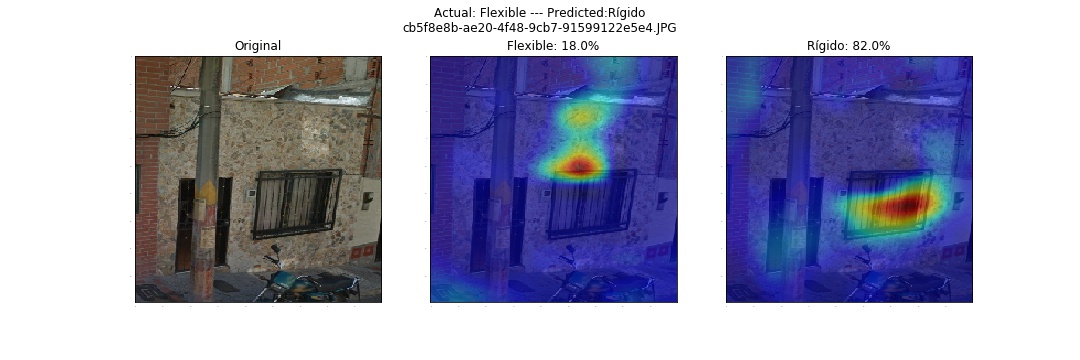 Actual: Flexible --- Predicted:Rígido
cb5f8e8b-ae20-4f48-9cb7-91599122e5e4.JPG
Original
Flexible: 18.0%
Rígido: 82.0%